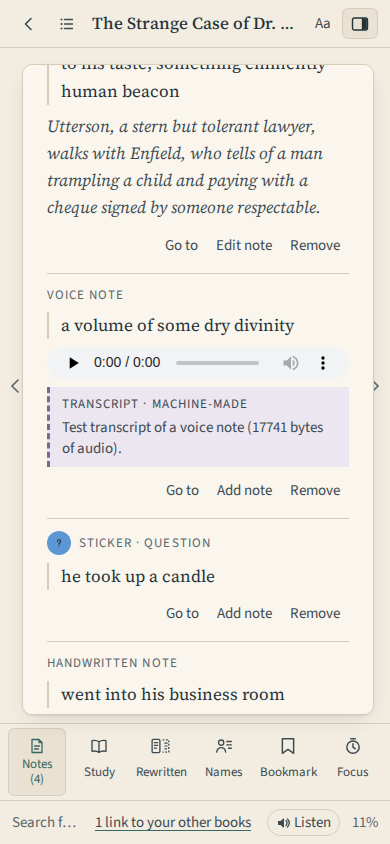 The Strange Case of Dr. ...
Aa
to his taste, something eminently
human beacon
Utterson, a stern but tolerant lawyer,
walks with Enfield, who tells of a man
trampling a child and paying with a
cheque signed by someone respectable.
Go to Edit note Remove
VOICE NOTE
a volume of some dry divinity
0:00 / 0:00
TRANSCRIPT · MACHINE-MADE
Test transcript of a voice note (17741 bytes
of audio).
Go to Add note Remove
? STICKER · QUESTION
he took up a candle
Go to Add note Remove
HANDWRITTEN NOTE
went into his business room
Notes
(4)
Study
Rewritten
Names
Bookmark
Focus
Search f... 1 link to your other books Listen 11%